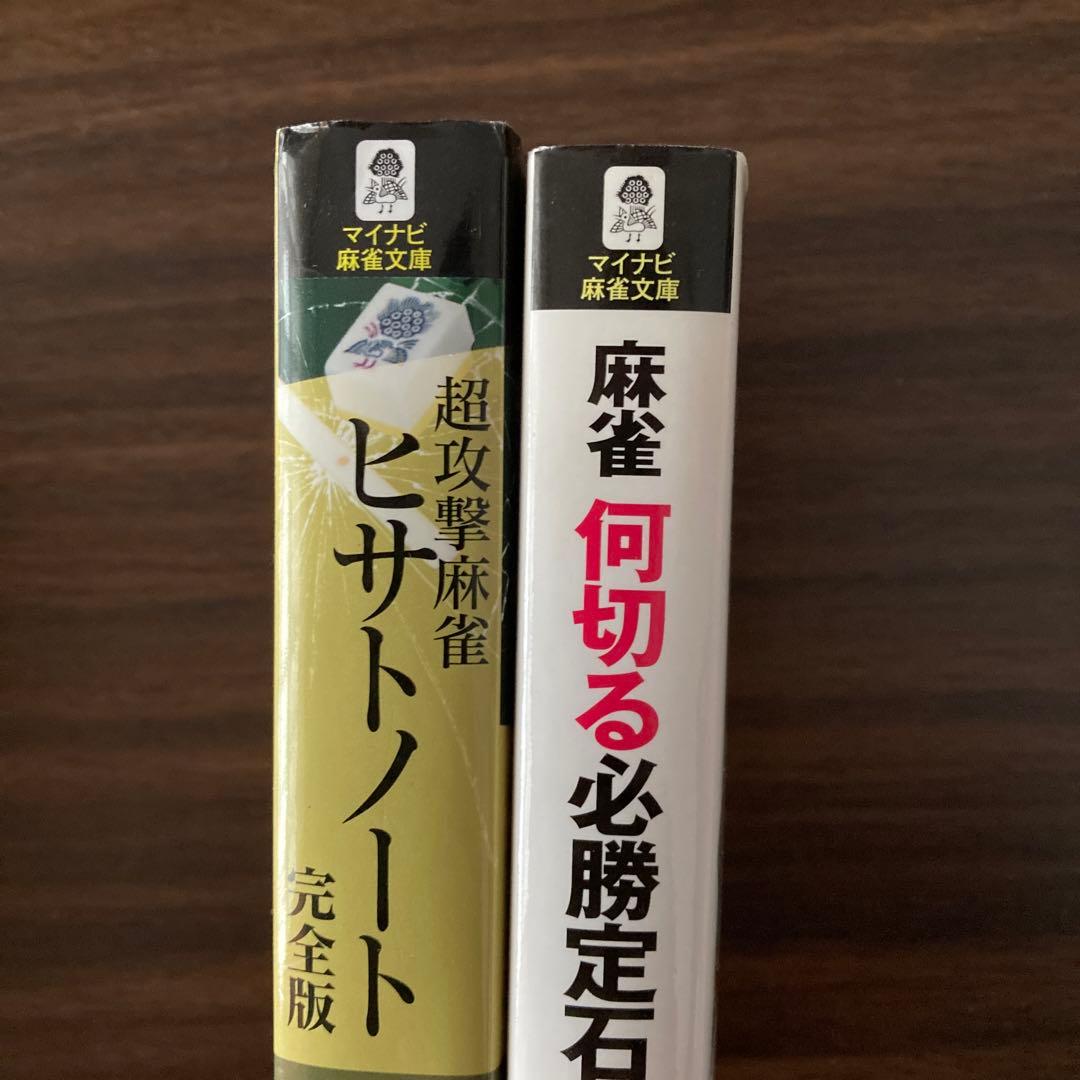 マイナビ
麻雀文庫
超攻撃麻雀
ヒサトノート
完全版
マイナビ
麻雀文庫
麻雀 何切る必勝定石